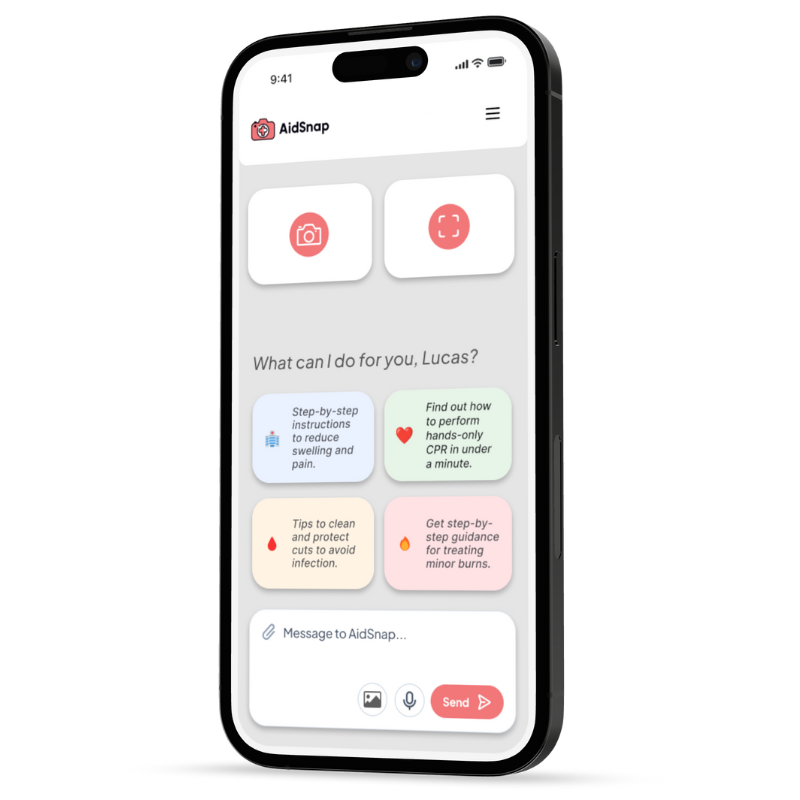 9:41
AidSnap
What can I do for you, Lucas?
Step-by-step
instructions
to reduce
swelling and
pain.
Find out how
to perform
hands-only
CPR in under
a minute.
Tips to clean
and protect
cuts to avoid
infection.
Get step-by-
step guidance
for treating
minor burns.
Message to AidSnap...
Send